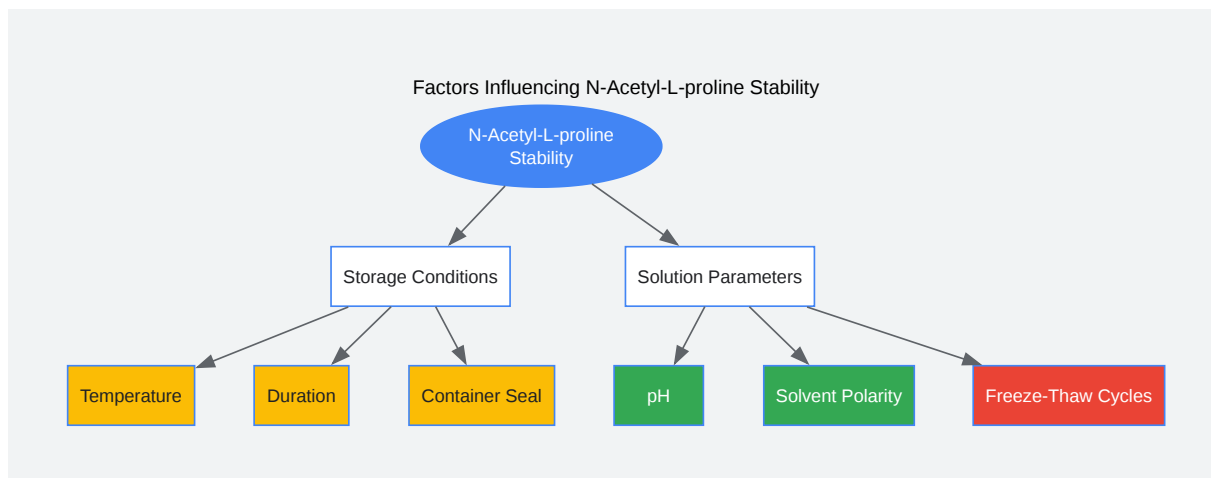 Factors Influencing N-Acetyl-L-proline Stability
N-Acetyl-L-proline
Stability
Storage Conditions
Solution Parameters
Temperature
Duration
Container Seal
pH
Solvent Polarity
Freeze-Thaw Cycles